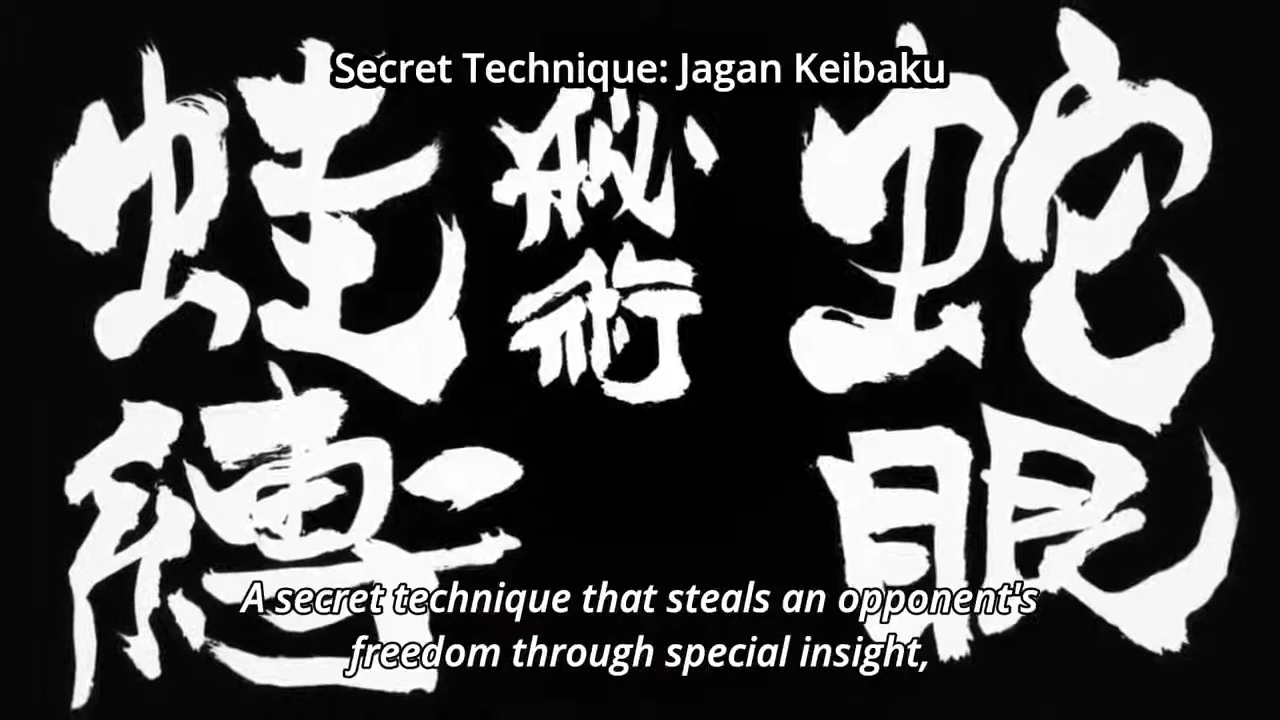 Secret Technique: Jagan Keibaku
蛇眼
秘術
蛙縛
A secret technique that steals an opponent's
freedom through special insight,